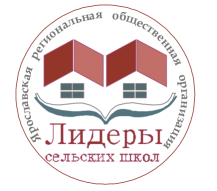 Ярославская региональная общественная организация
Лидеры
сельских школ